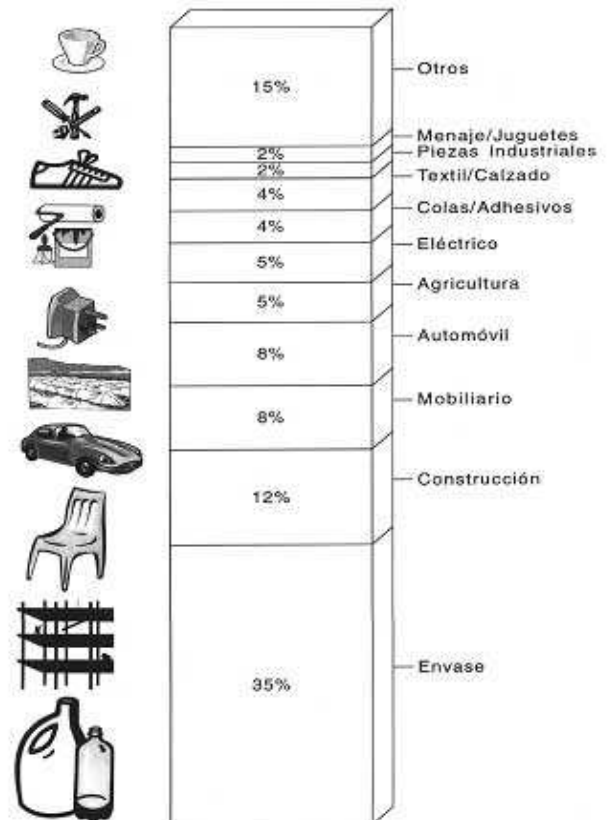 15%
Otros
Menaje/Juguetes
2%
Piezas Industriales
2%
Textil/Calzado
4%
Colas/Adhesivos
4%
Eléctrico
5%
Agricultura
5%
Automóvil
8%
Mobiliario
8%
Construcción
12%
Envase
35%